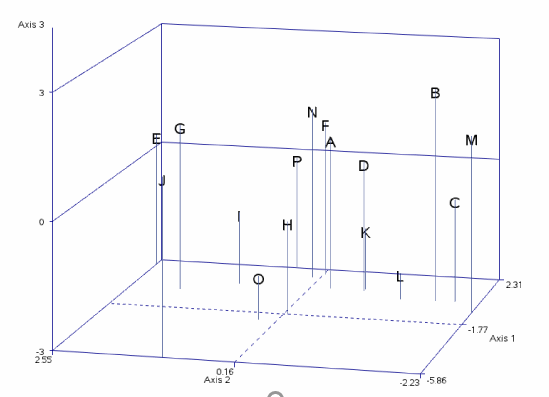 Axis 3
3
B
N
F
G
E
A
M
P
D
J
C
I
0
H
K
O
L
2.31
-1.77
Axis 1
-3
2.55
0.16
Axis 2
-2.23
-5.86